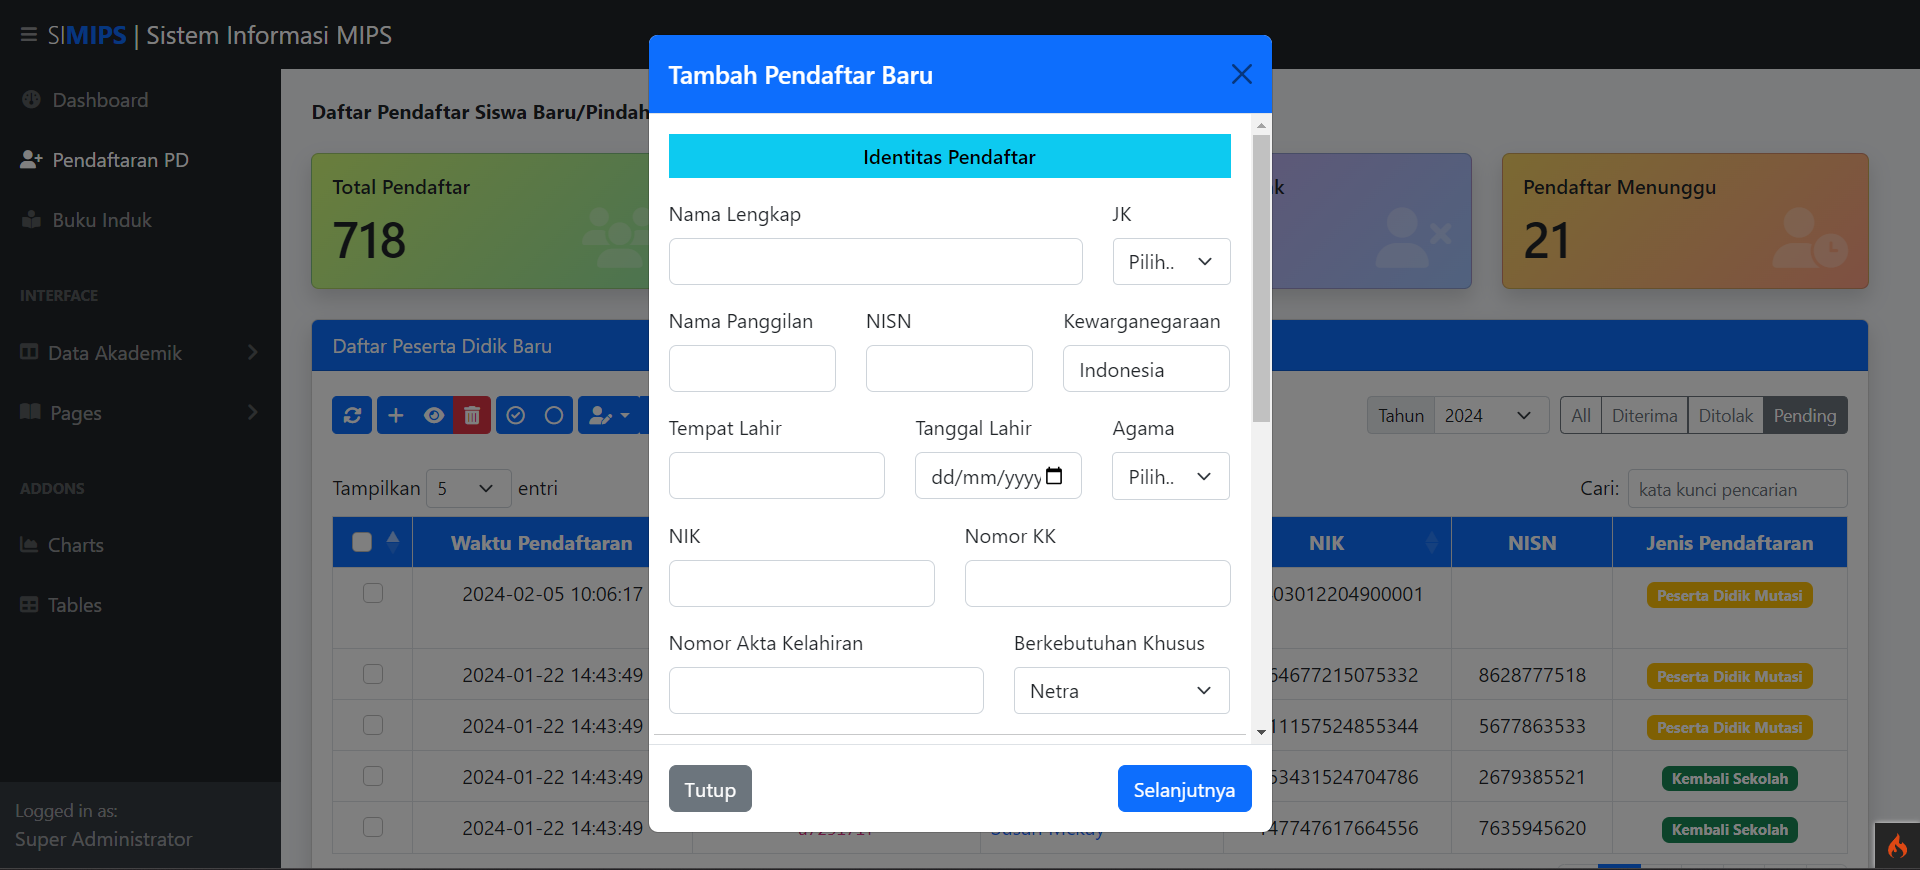 SIMIPS | Sistem Informasi MIPS
Dashboard
Pendaftaran PD
Buku Induk
INTERFACE
Data Akademik
Pages
ADDONS
Charts
Tables
Logged in as:
Super Administrator
Daftar Pendaftar Siswa Baru/Pindah
Total Pendaftar
718
Pendaftar Menunggu
21
Daftar Peserta Didik Baru
Tahun 2024 All Diterima Ditolak Pending
Tampilkan 5 entri
Cari: kata kunci pencarian
Waktu Pendaftaran NIK NISN Jenis Pendaftaran
2024-02-05 10:06:17 03012204900001 Peserta Didik Mutasi
2024-01-22 14:43:49 64677215075332 8628777518 Peserta Didik Mutasi
2024-01-22 14:43:49 11157524855344 5677863533 Peserta Didik Mutasi
2024-01-22 14:43:49 53431524704786 2679385521 Kembali Sekolah
2024-01-22 14:43:49 47747617664556 7635945620 Kembali Sekolah
Tambah Pendaftar Baru
Identitas Pendaftar
Nama Lengkap JK
Pilih..
Nama Panggilan NISN Kewarganegaraan
Indonesia
Tempat Lahir Tanggal Lahir Agama
dd/mm/yyyy Pilih..
NIK Nomor KK
Nomor Akta Kelahiran Berkebutuhan Khusus
Netra
Tutup Selanjutnya